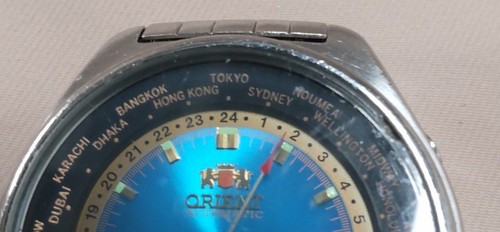 DUBAI KARACHI DHAKA BANGKOK HONG KONG TOKYO SYDNEY NOUMEA WELLINGTON MIDWAY
19 20 21 22 23 24 1 2 3 4 5
ORIENT